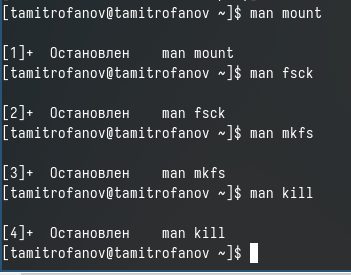 [tamitrofanov@tamitrofanov ~]$ man mount
[1]+  Остановлен    man mount
[tamitrofanov@tamitrofanov ~]$ man fsck
[2]+  Остановлен    man fsck
[tamitrofanov@tamitrofanov ~]$ man mkfs
[3]+  Остановлен    man mkfs
[tamitrofanov@tamitrofanov ~]$ man kill
[4]+  Остановлен    man kill
[tamitrofanov@tamitrofanov ~]$